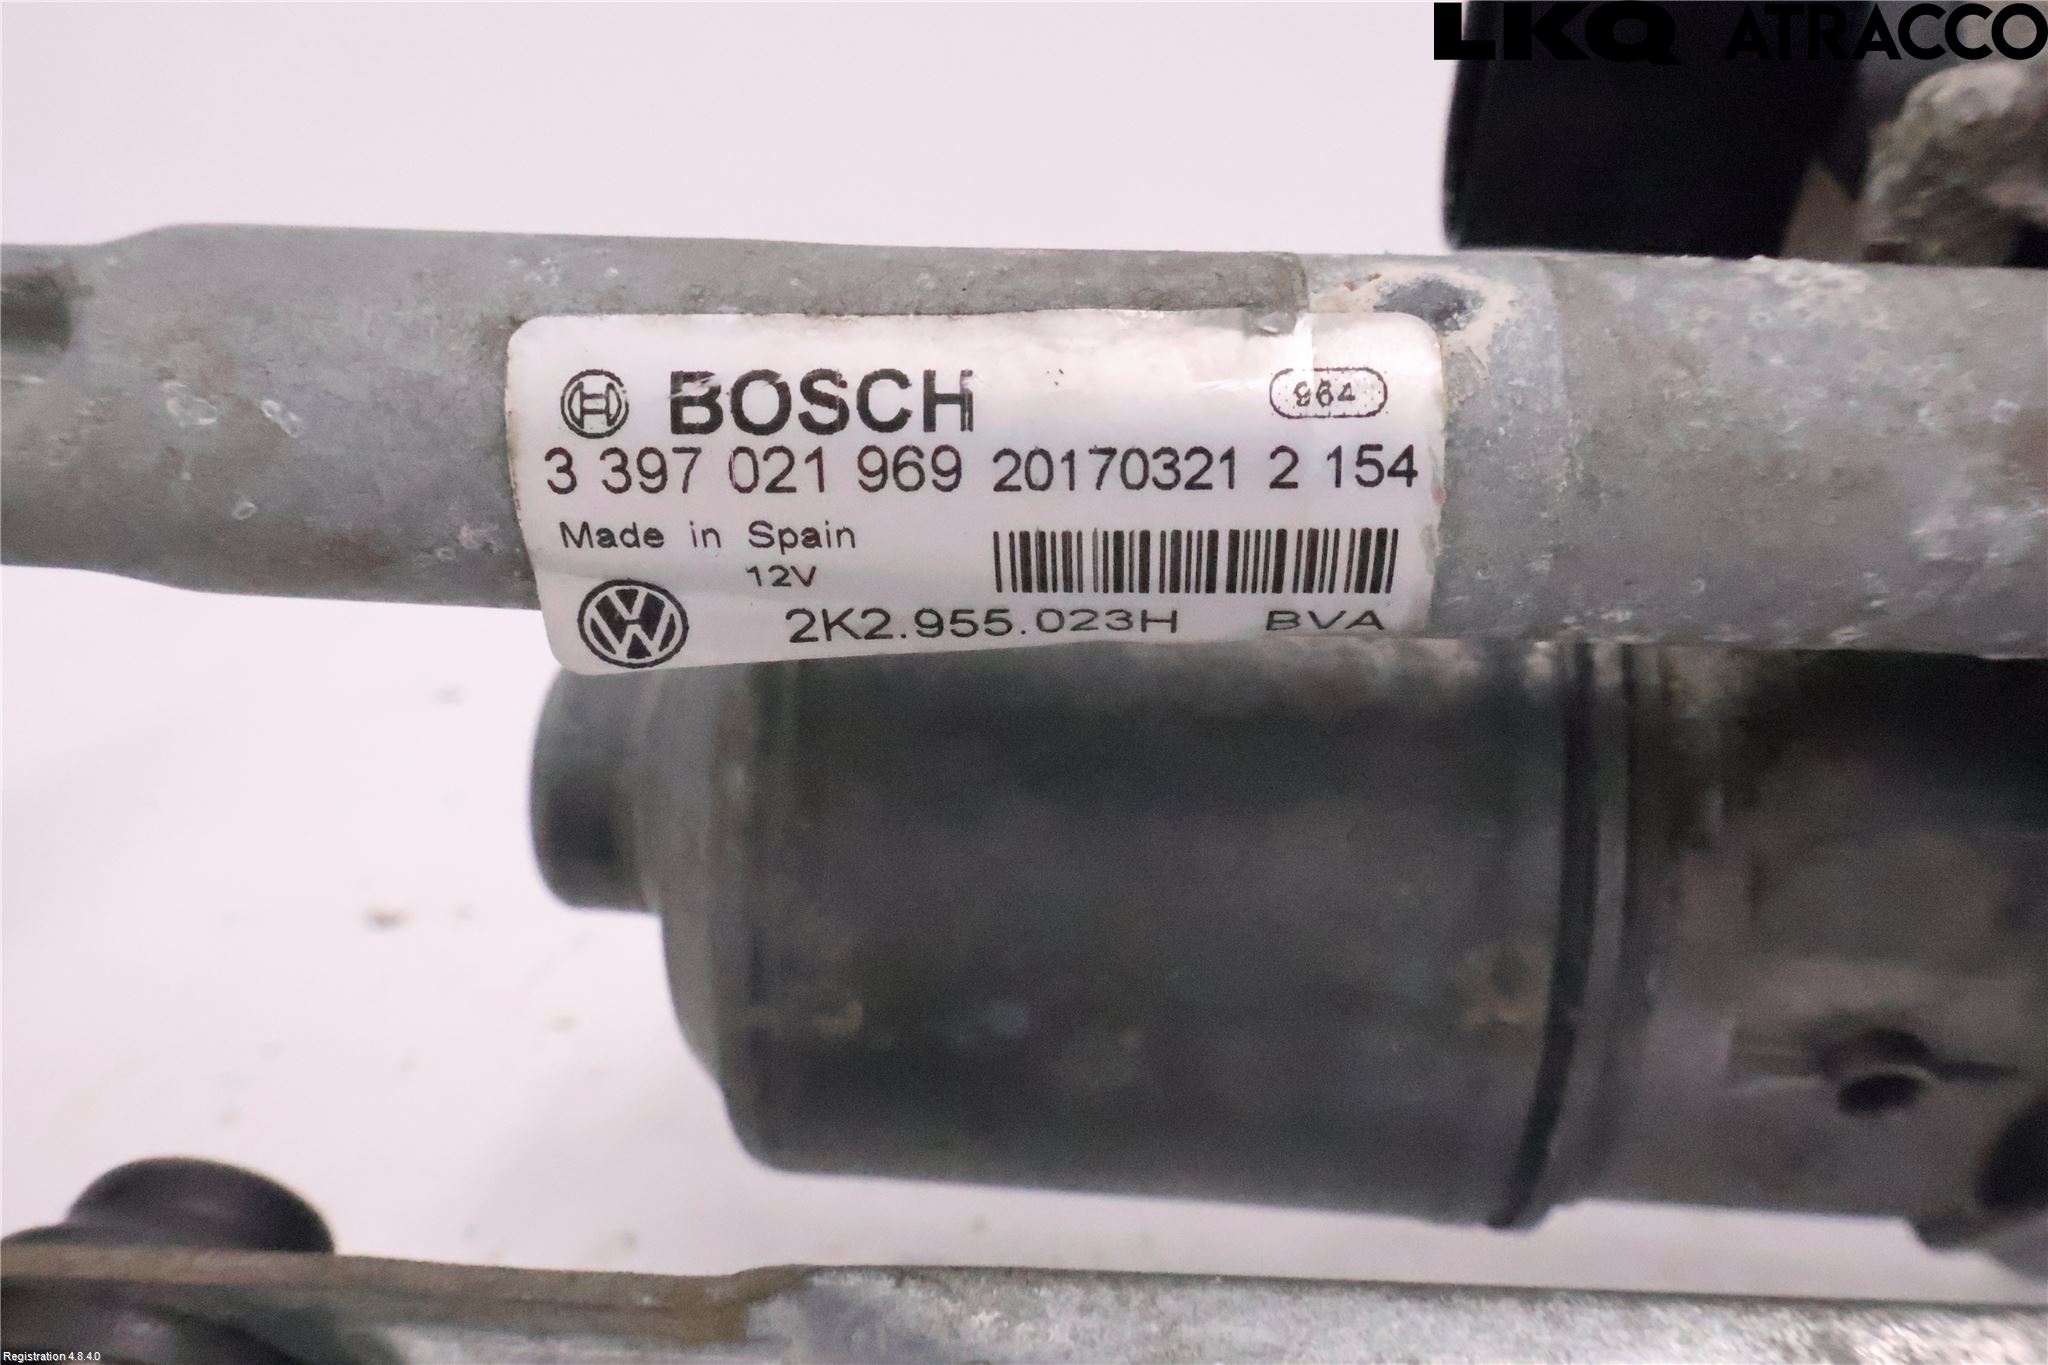 LKQ ATRACCO
BOSCH 964
3 397 021 969 20170321 2 154
Made in Spain
12V
2K2.955.023H BVA
Registration 4.8.4.0